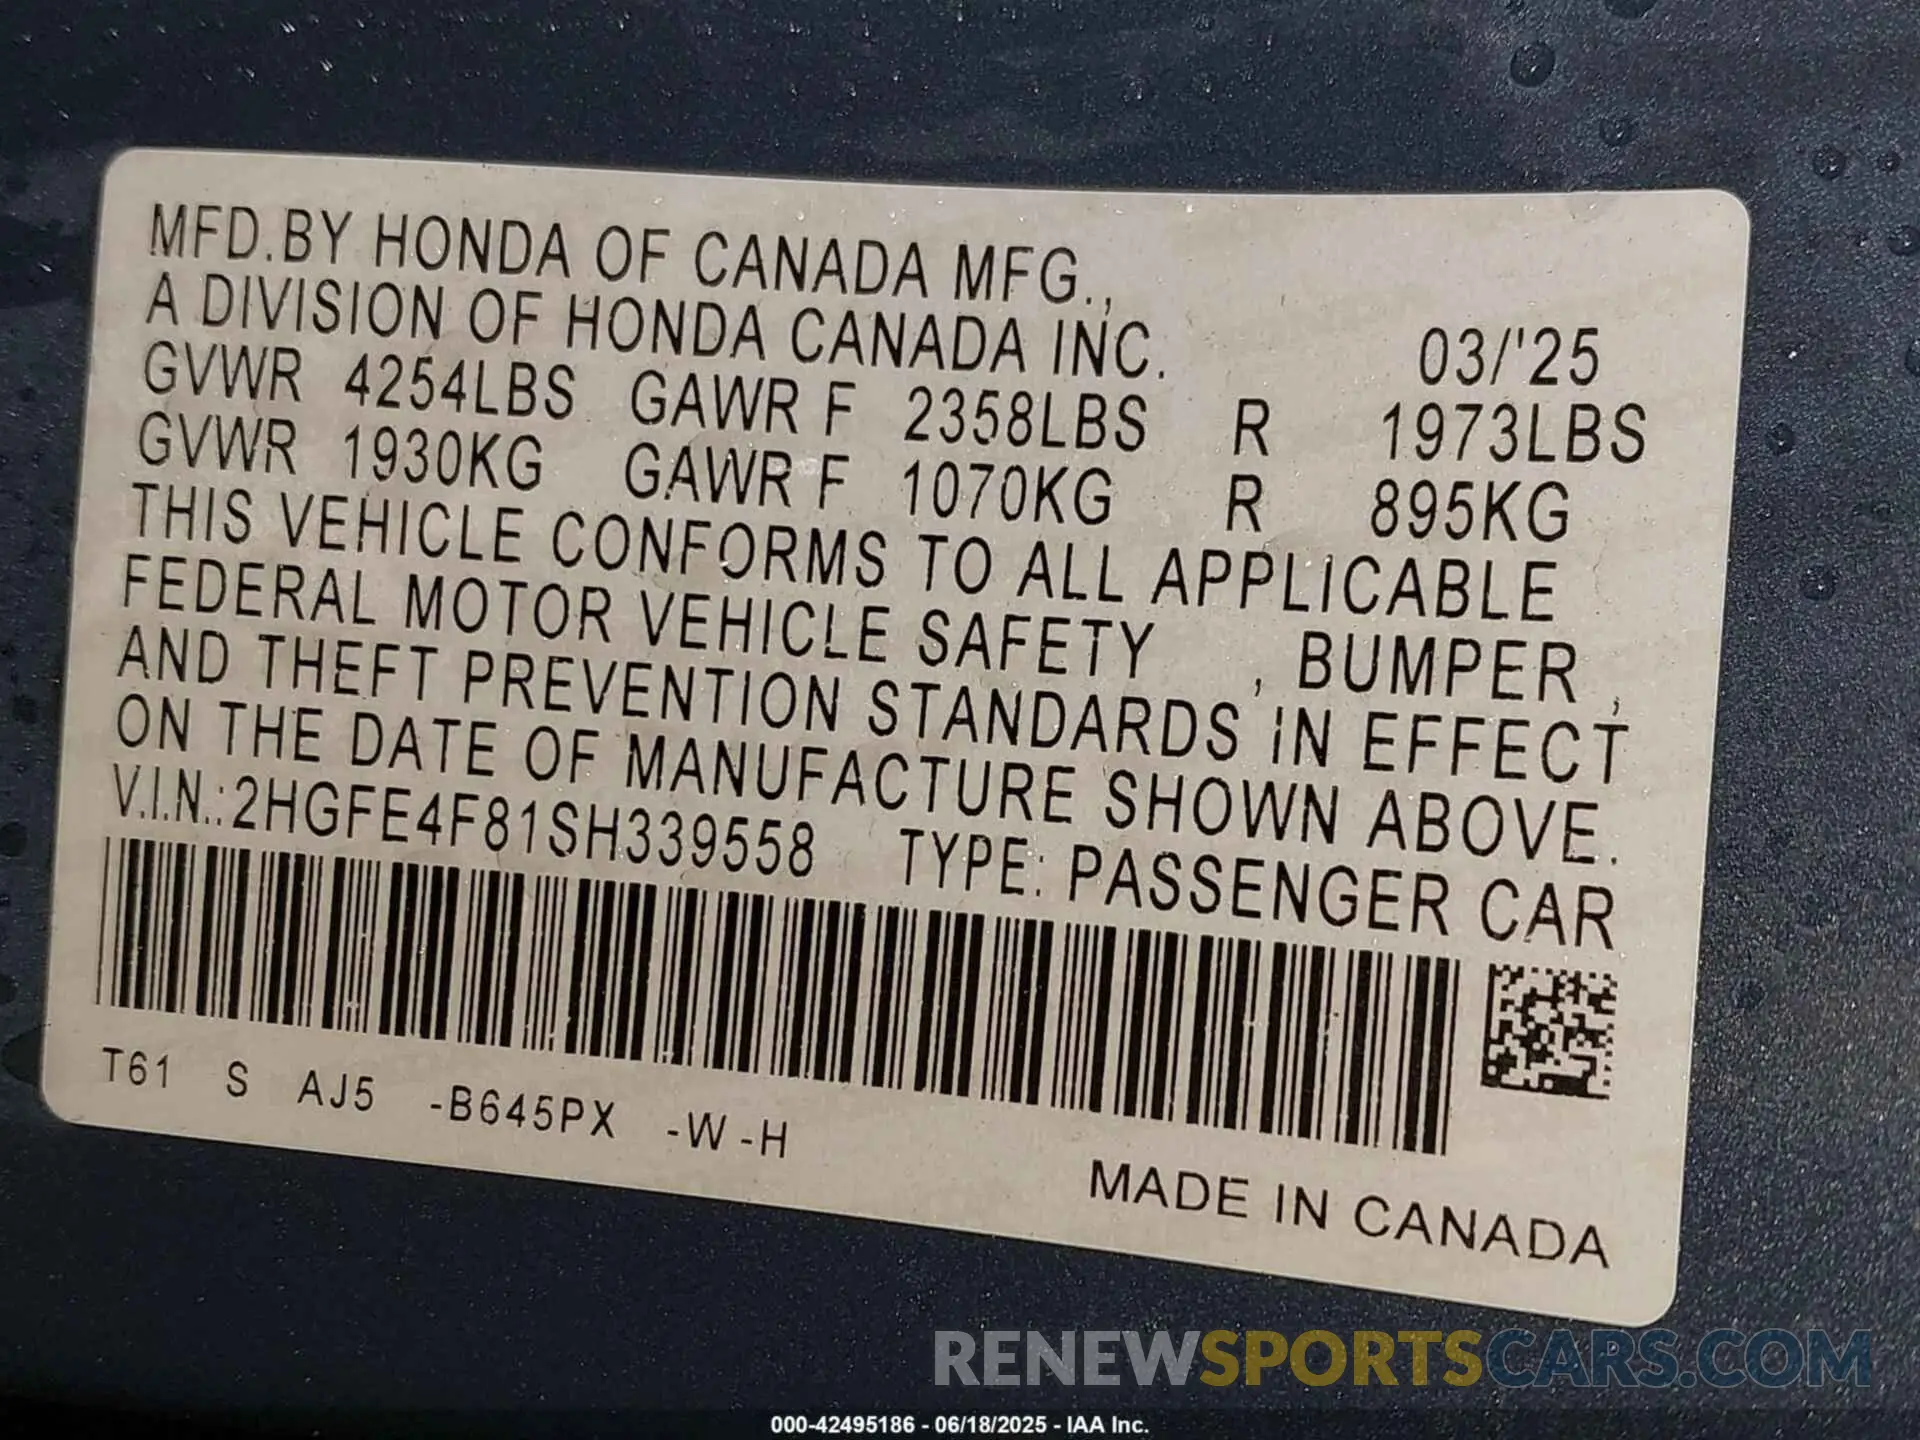 MFD.BY HONDA OF CANADA MFG.,
A DIVISION OF HONDA CANADA INC. 03/'25
GVWR 4254LBS GAWR F 2358LBS R 1973LBS
GVWR 1930KG GAWR F 1070KG R 895KG
THIS VEHICLE CONFORMS TO ALL APPLICABLE
FEDERAL MOTOR VEHICLE SAFETY , BUMPER ,
AND THEFT PREVENTION STANDARDS IN EFFECT
ON THE DATE OF MANUFACTURE SHOWN ABOVE.
V.I.N.:2HGFE4F81SH339558 TYPE: PASSENGER CAR
T61 S AJ5 -B645PX -W -H
MADE IN CANADA
RENEWSPORTSCARS.COM
000-42495186 - 06/18/2025 - IAA Inc.